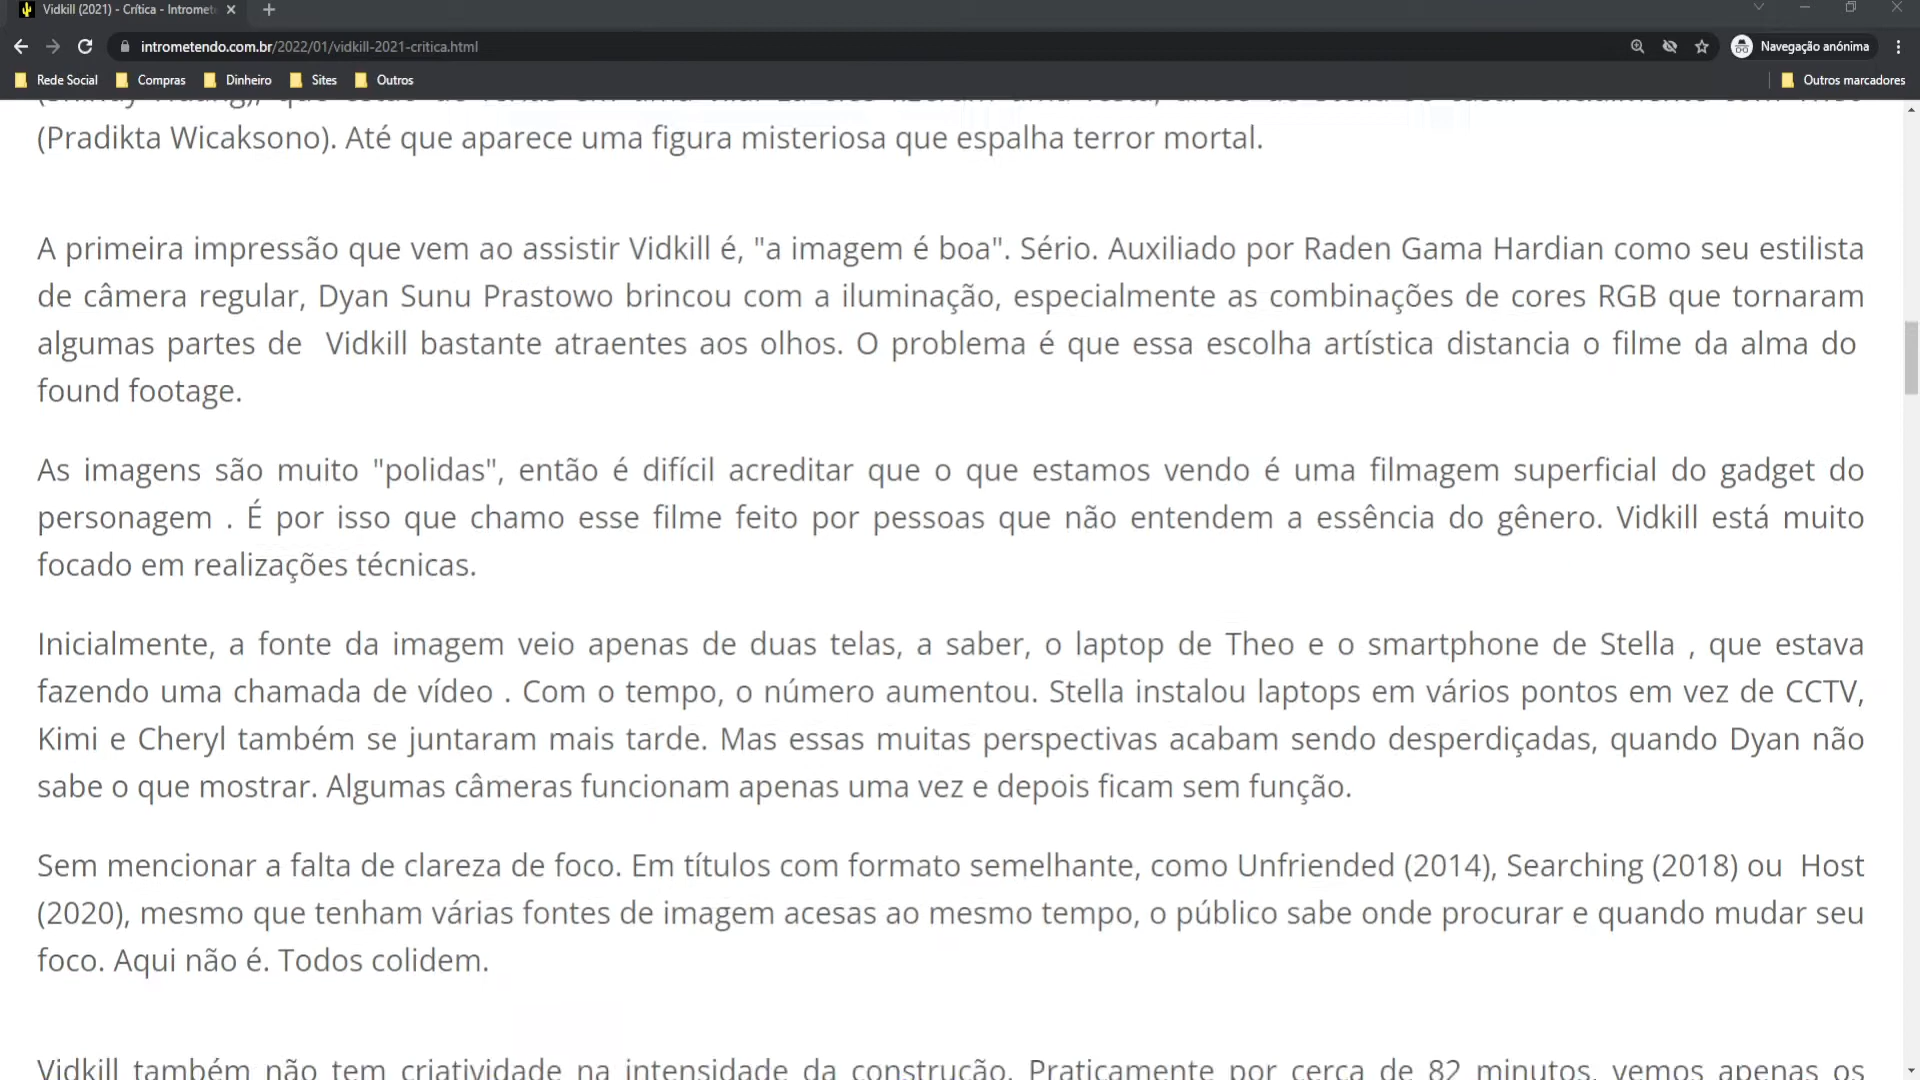 Vidkill (2021) - Crítica - Intromet
intrometendo.com.br/2022/01/vidkill-2021-critica.html
Navegação anónima
Rede Social Compras Dinheiro Sites Outros Outros marcadores
(Pradikta Wicaksono). Até que aparece uma figura misteriosa que espalha terror mortal.
A primeira impressão que vem ao assistir Vidkill é, "a imagem é boa". Sério. Auxiliado por Raden Gama Hardian como seu estilista
de câmera regular, Dyan Sunu Prastowo brincou com a iluminação, especialmente as combinações de cores RGB que tornaram
algumas partes de Vidkill bastante atraentes aos olhos. O problema é que essa escolha artística distancia o filme da alma do
found footage.
As imagens são muito "polidas", então é difícil acreditar que o que estamos vendo é uma filmagem superficial do gadget do
personagem . É por isso que chamo esse filme feito por pessoas que não entendem a essência do gênero. Vidkill está muito
focado em realizações técnicas.
Inicialmente, a fonte da imagem veio apenas de duas telas, a saber, o laptop de Theo e o smartphone de Stella , que estava
fazendo uma chamada de vídeo . Com o tempo, o número aumentou. Stella instalou laptops em vários pontos em vez de CCTV,
Kimi e Cheryl também se juntaram mais tarde. Mas essas muitas perspectivas acabam sendo desperdiçadas, quando Dyan não
sabe o que mostrar. Algumas câmeras funcionam apenas uma vez e depois ficam sem função.
Sem mencionar a falta de clareza de foco. Em títulos com formato semelhante, como Unfriended (2014), Searching (2018) ou Host
(2020), mesmo que tenham várias fontes de imagem acesas ao mesmo tempo, o público sabe onde procurar e quando mudar seu
foco. Aqui não é. Todos colidem.
Vidkill também não tem criatividade na intensidade da construção. Praticamente por cerca de 82 minutos, vemos apenas os